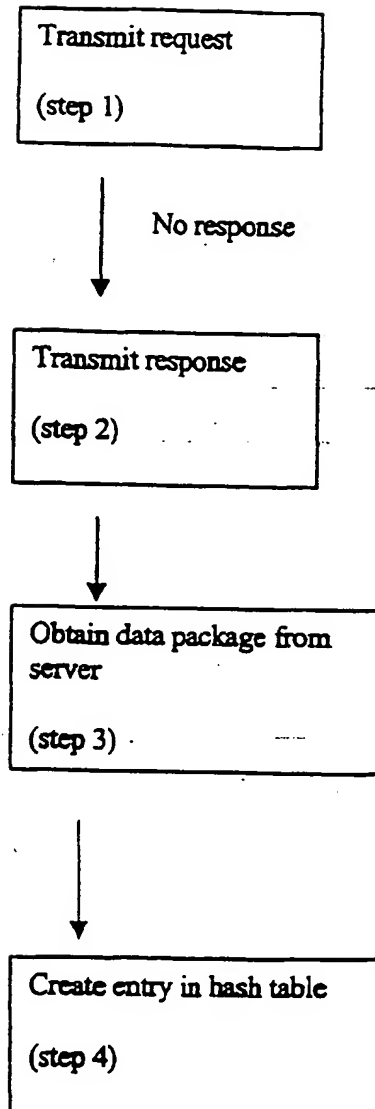 Transmit request
(step 1)
No response
Transmit response
(step 2)
Obtain data package from
server
(step 3)
Create entry in hash table
(step 4)